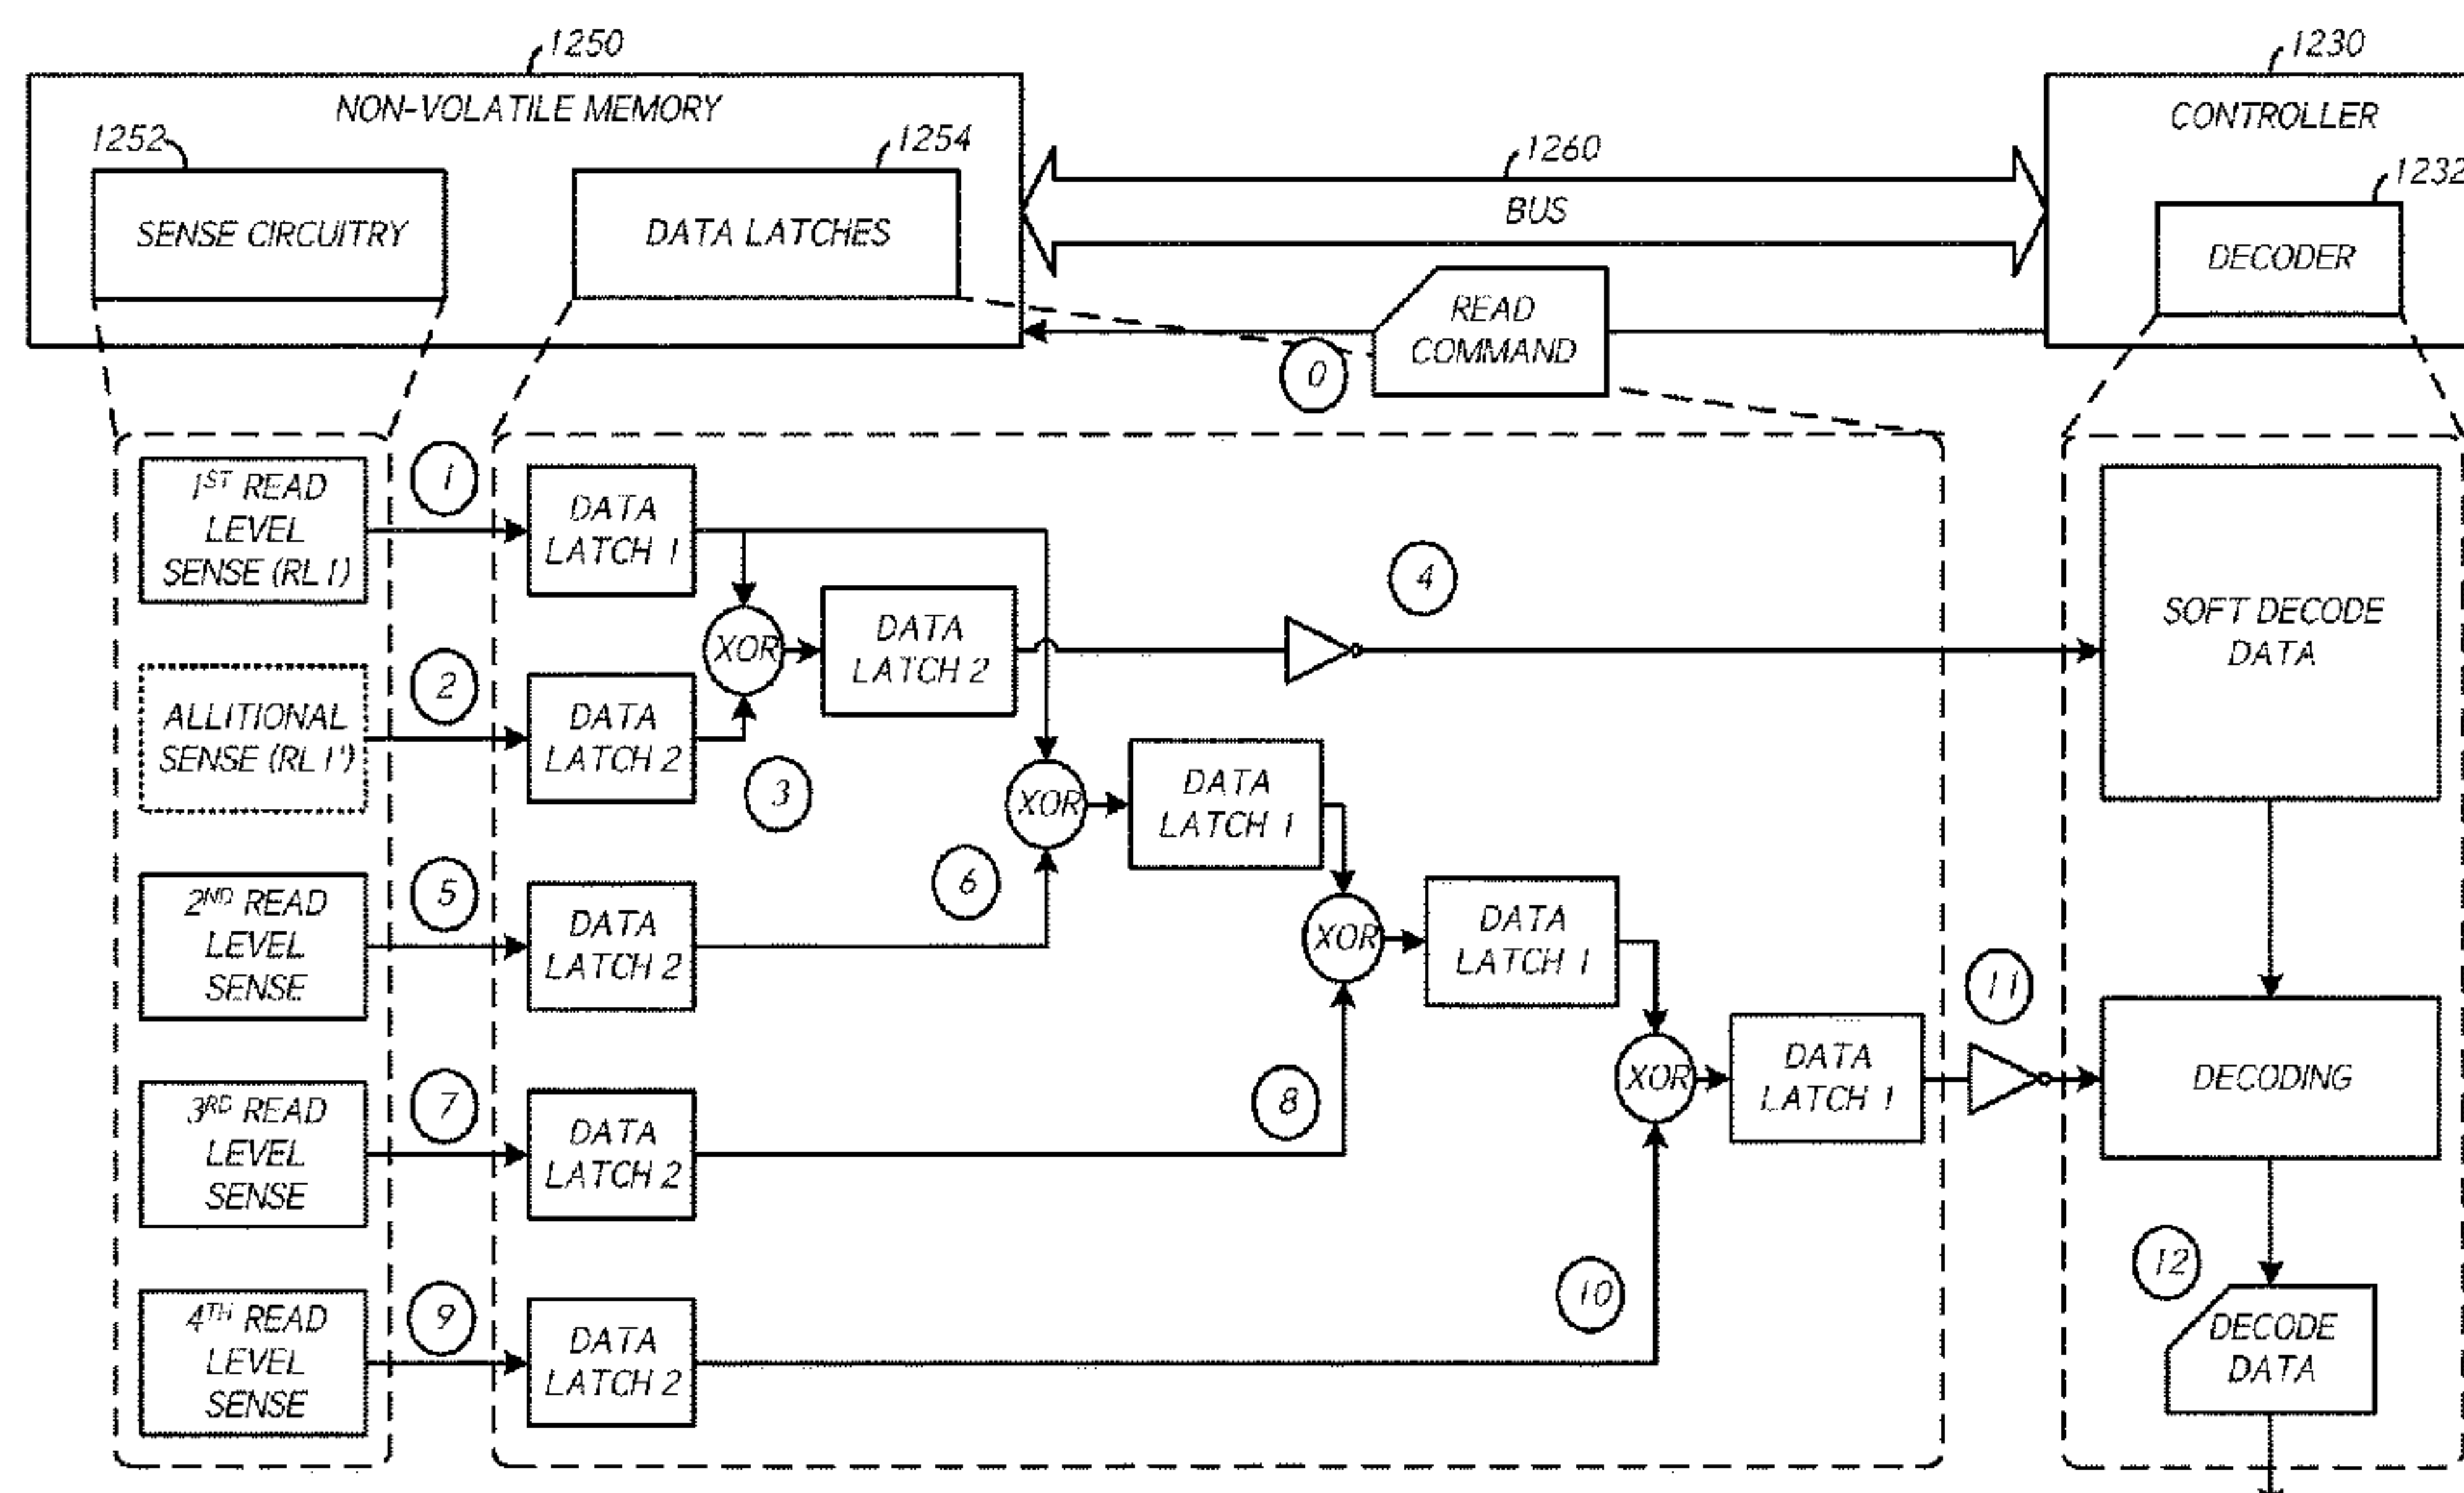 1250
1230
NON-VOLATILE MEMORY
CONTROLLER
1252
1254
1260
1232
SENSE CIRCUITRY
DATA LATCHES
BUS
DECODER
READ
COMMAND
0
1ST READ
LEVEL
SENSE (RL 1)
1
DATA
LATCH 1
4
SOFT DECODE
DATA
XOR
DATA
LATCH 2
ALLITIONAL
SENSE (RL 1')
2
DATA
LATCH 2
3
XOR
DATA
LATCH 1
2ND READ
LEVEL
SENSE
5
DATA
LATCH 2
6
XOR
DATA
LATCH 1
11
3RD READ
LEVEL
SENSE
7
DATA
LATCH 2
8
XOR
DATA
LATCH 1
DECODING
4TH READ
LEVEL
SENSE
9
DATA
LATCH 2
10
12
DECODE
DATA